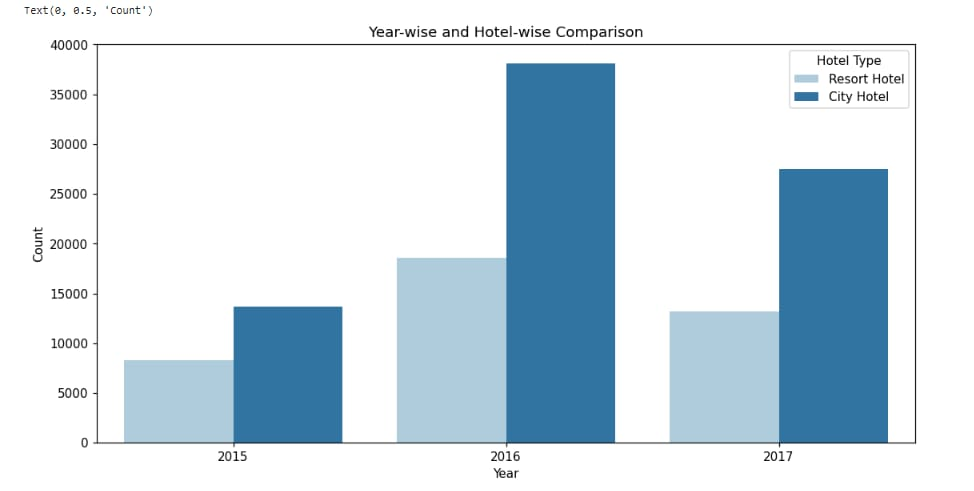 Text(0, 0.5, 'Count')
Year-wise and Hotel-wise Comparison
40000
35000
30000
25000
20000
15000
10000
5000
0
Count
Hotel Type
Resort Hotel
City Hotel
2015 2016 2017
Year